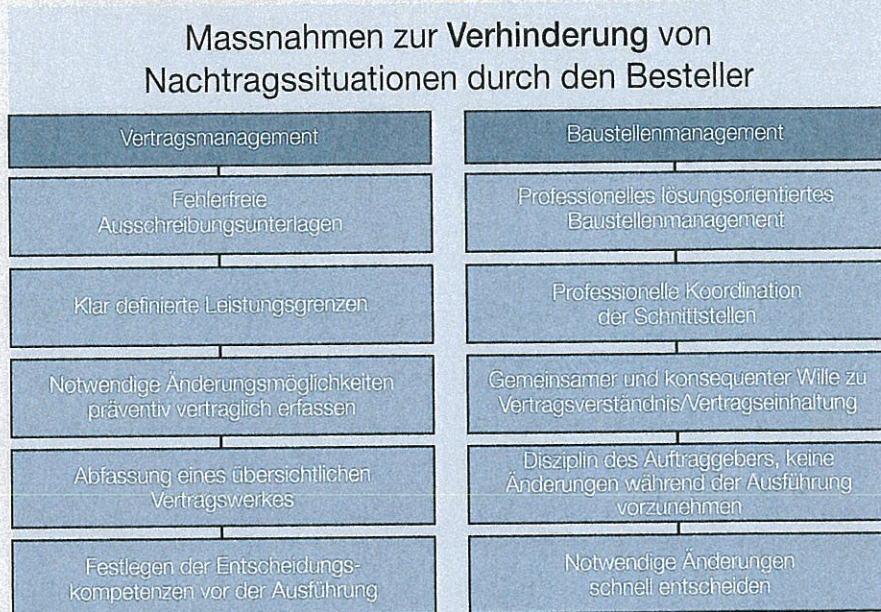 Massnahmen zur Verhinderung von
Nachtragssituationen durch den Besteller
Vertragsmanagement
Fehlerfreie
Ausschreibungsunterlagen
Klar definierte Leistungsgrenzen
Notwendige Änderungsmöglichkeiten
präventiv vertraglich erfassen
Abfassung eines übersichtlichen
Vertragswerkes
Festlegen der Entscheidungs-
kompetenzen vor der Ausführung
Baustellenmanagement
Professionelles lösungsorientiertes
Baustellenmanagement
Professionelle Koordination
der Schnittstellen
Gemeinsamer und konsequenter Wille zu
Vertragsverständnis/Vertragseinhaltung
Disziplin des Auftraggebers, keine
Änderungen während der Ausführung
vorzunehmen
Notwendige Änderungen
schnell entscheiden